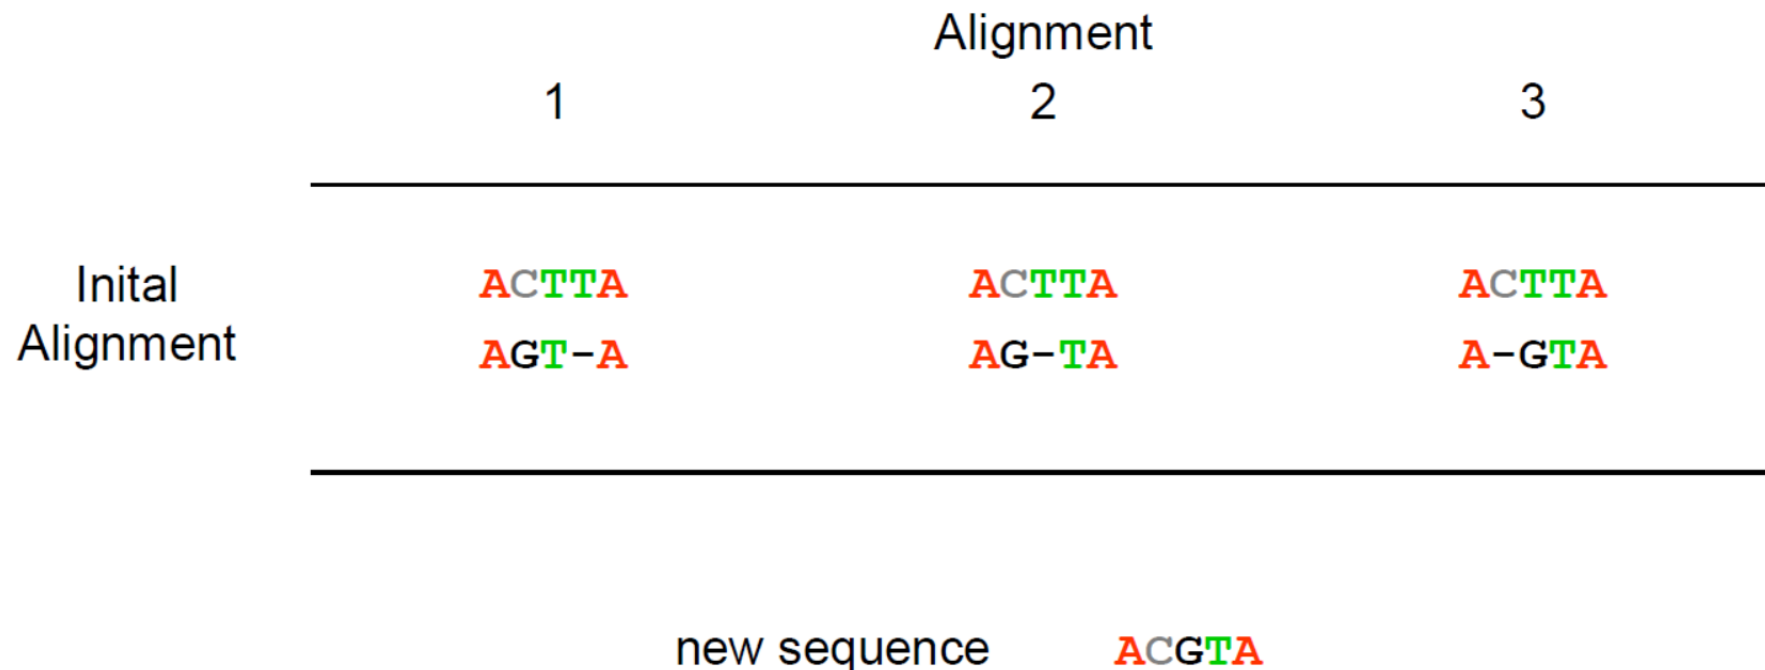 Alignment
1 2 3
Inital
Alignment
ACTTA ACTTA ACTTA
AGT-A AG-TA A-GTA
new sequence ACGTA